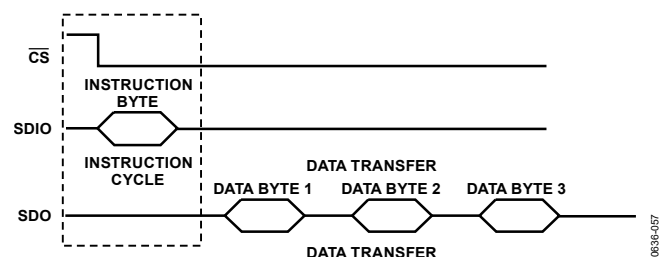 CS
INSTRUCTION
BYTE
SDIO
INSTRUCTION
CYCLE
DATA TRANSFER
DATA BYTE 1
DATA BYTE 2
DATA BYTE 3
SDO
DATA TRANSFER
0636-057